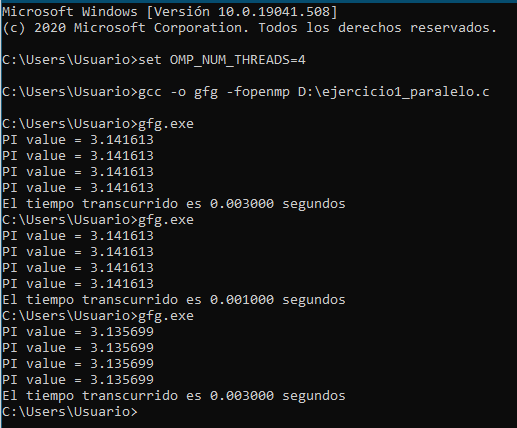 Microsoft Windows [Versión 10.0.19041.508]
(c) 2020 Microsoft Corporation. Todos los derechos reservados.
C:\Users\Usuario>set OMP_NUM_THREADS=4
C:\Users\Usuario>gcc -o gfg -fopenmp D:\ejercicio1_paralelo.c
C:\Users\Usuario>gfg.exe
PI value = 3.141613
PI value = 3.141613
PI value = 3.141613
PI value = 3.141613
El tiempo transcurrido es 0.003000 segundos
C:\Users\Usuario>gfg.exe
PI value = 3.141613
PI value = 3.141613
PI value = 3.141613
PI value = 3.141613
El tiempo transcurrido es 0.001000 segundos
C:\Users\Usuario>gfg.exe
PI value = 3.135699
PI value = 3.135699
PI value = 3.135699
PI value = 3.135699
El tiempo transcurrido es 0.003000 segundos
C:\Users\Usuario>